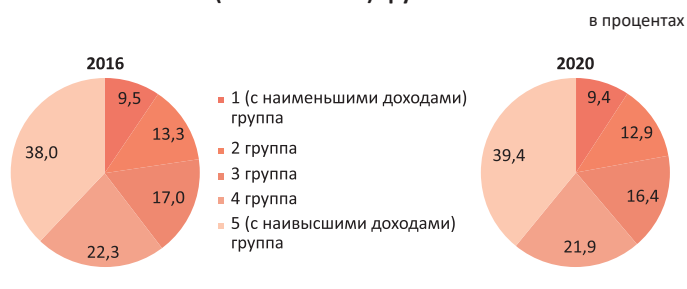 в процентах
2016
9,5
13,3
17,0
22,3
38,0
1 (с наименьшими доходами)
группа
2 группа
3 группа
4 группа
5 (с наивысшими доходами)
группа
2020
9,4
12,9
16,4
21,9
39,4